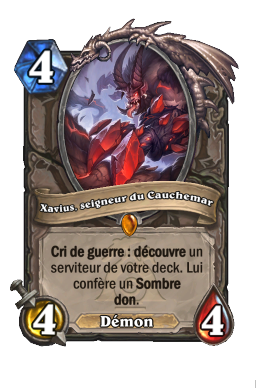 4
Xavius, seigneur du Cauchemar
Cri de guerre : découvre un
serviteur de votre deck. Lui
confère un Sombre
don.
4
Démon
4